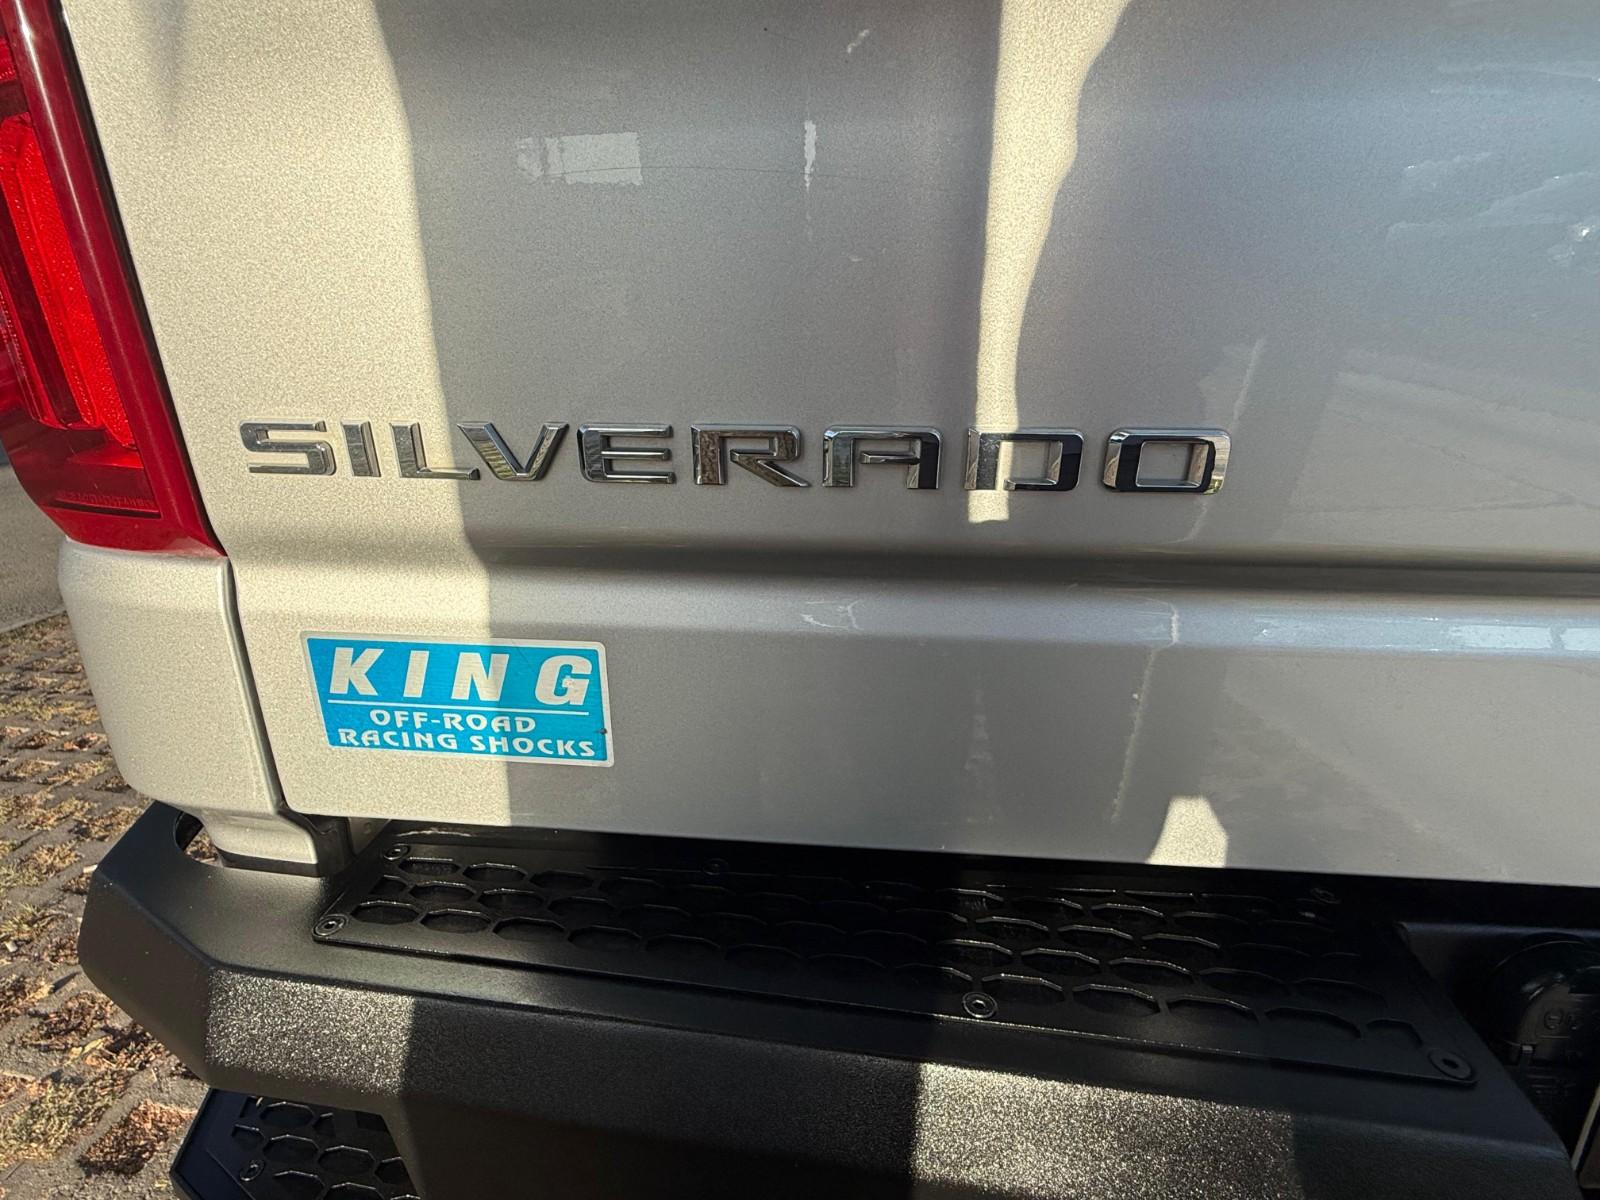 SILVERADO
KING
OFF-ROAD
RACING SHOCKS